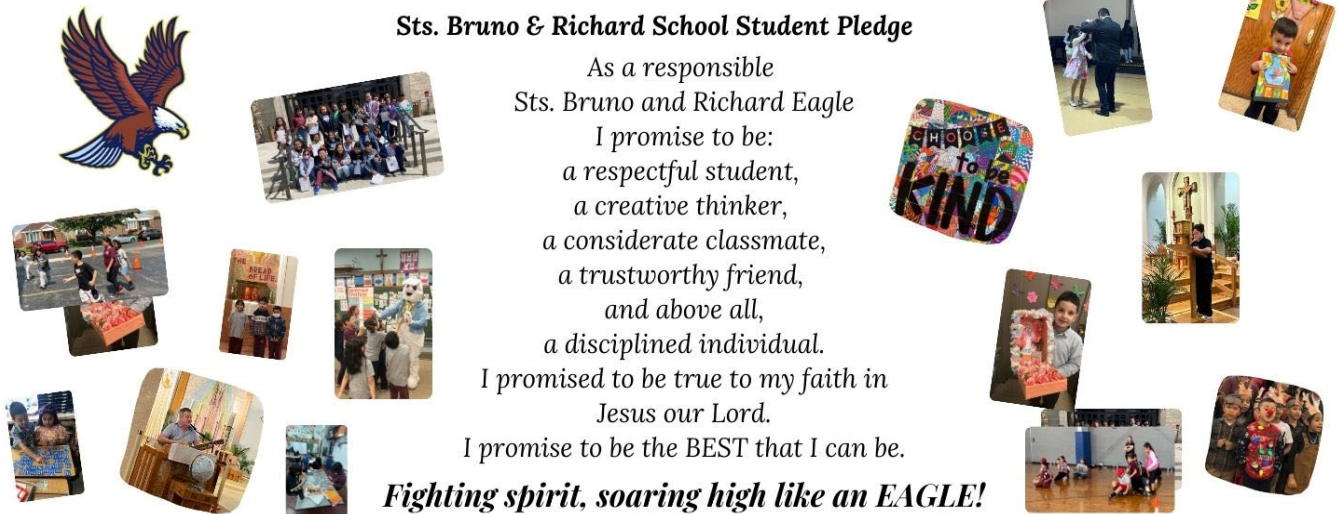 Sts. Bruno & Richard School Student Pledge
As a responsible
Sts. Bruno and Richard Eagle
I promise to be:
a respectful student,
a creative thinker,
a considerate classmate,
a trustworthy friend,
and above all,
a disciplined individual.
I promised to be true to my faith in
Jesus our Lord.
I promise to be the BEST that I can be.
Fighting spirit, soaring high like an EAGLE!
THE
BREAD
OF LIFE
CHOOSE
to be
KIND